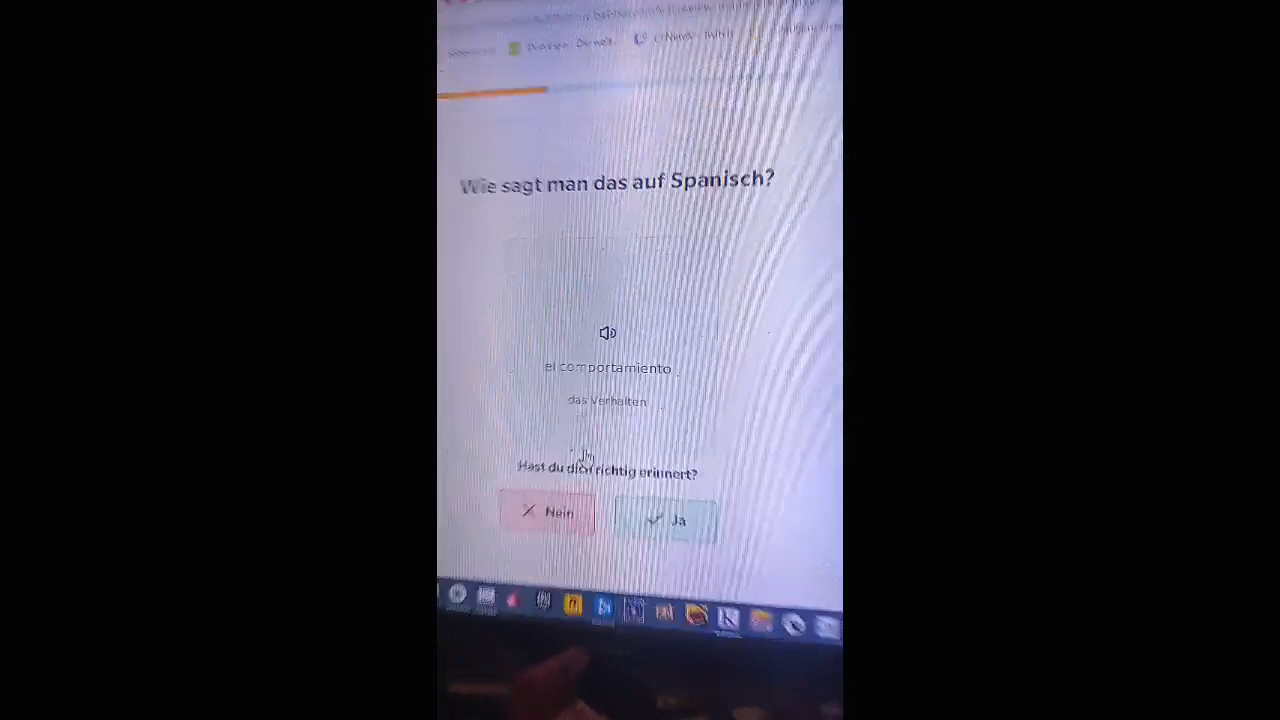 Wie sagt man das auf Spanisch?
el comportamiento
das Verhalten
Hast du dich richtig erinnert?
Nein
Ja